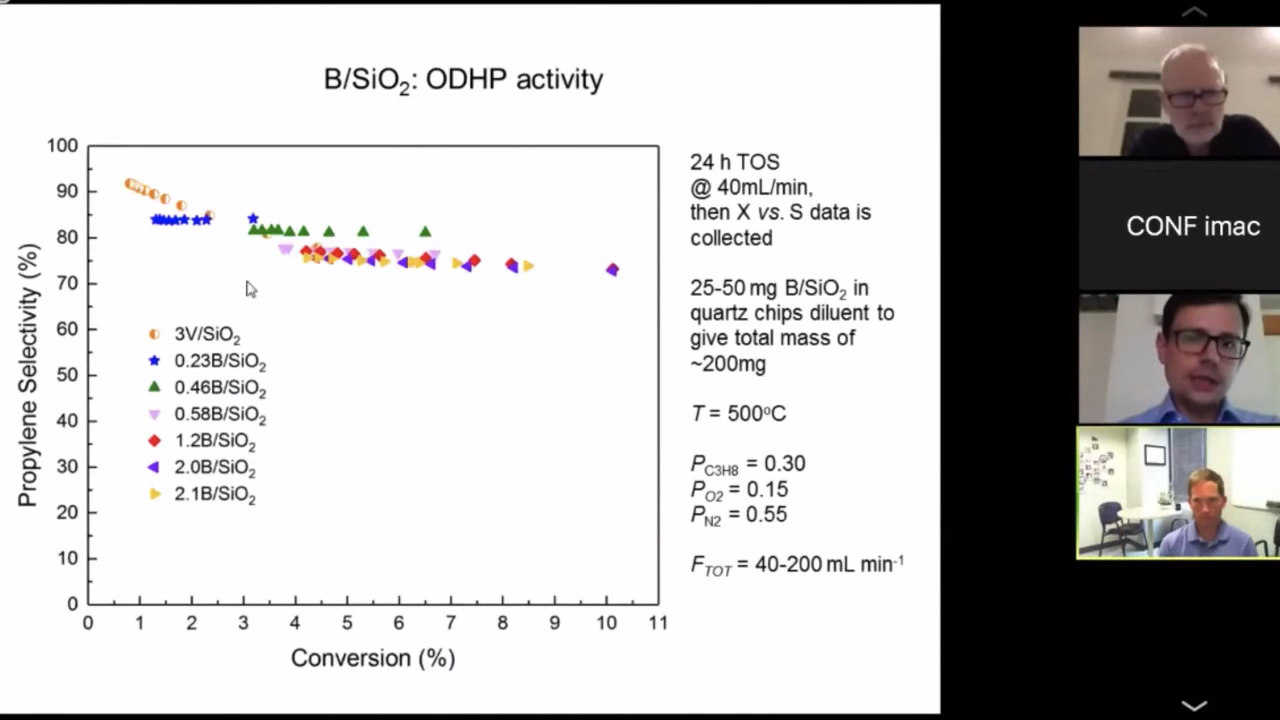 B/SiO₂: ODHP activity
100
90
80
70
60
50
40
30
20
10
0
Propylene Selectivity (%)
3V/SiO₂
0.23B/SiO₂
0.46B/SiO₂
0.58B/SiO₂
1.2B/SiO₂
2.0B/SiO₂
2.1B/SiO₂
0 1 2 3 4 5 6 7 8 9 10 11
Conversion (%)
24 h TOS
@ 40mL/min,
then X vs. S data is
collected
25-50 mg B/SiO₂ in
quartz chips diluent to
give total mass of
~200mg
T = 500ºC
P_C3H8 = 0.30
P_O2 = 0.15
P_N2 = 0.55
F_TOT = 40-200 mL min⁻¹
CONF imac